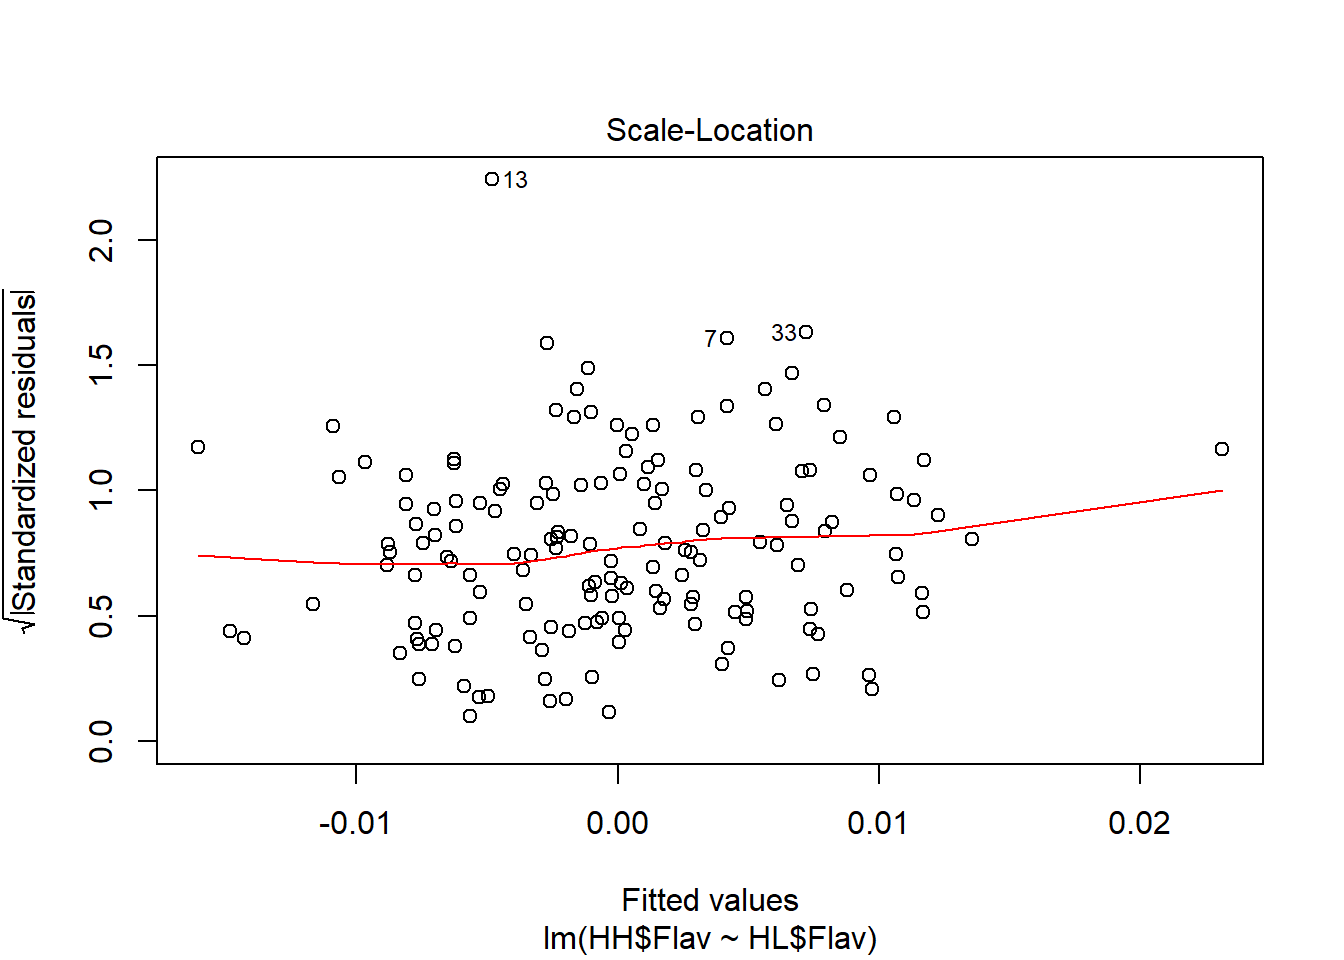 Scale-Location
13
7
33
√|Standardized residuals|
2.0
1.5
1.0
0.5
0.0
-0.01 0.00 0.01 0.02
Fitted values
lm(HH$Flav ~ HL$Flav)